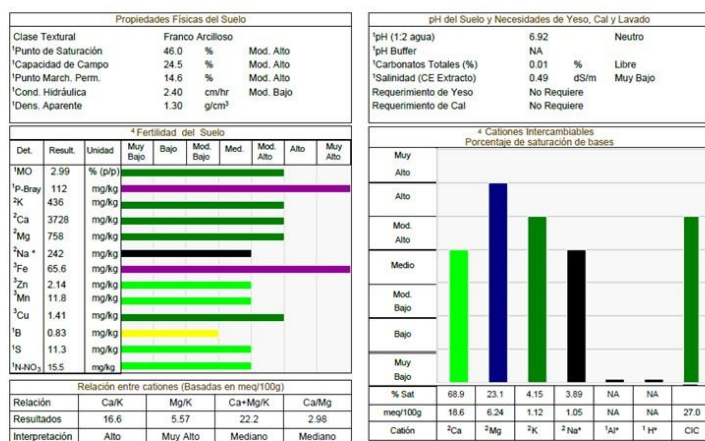 Propiedades Físicas del Suelo
Clase Textural Franco Arcilloso
¹Punto de Saturación 46.0 % Mod. Alto
¹Capacidad de Campo 24.5 % Mod. Alto
¹Punto March. Perm. 14.6 % Mod. Alto
¹Cond. Hidráulica 2.40 cm/hr Mod. Bajo
¹Dens. Aparente 1.30 g/cm³
pH del Suelo y Necesidades de Yeso, Cal y Lavado
¹pH (1:2 agua) 6.92 Neutro
¹pH Buffer NA
¹Carbonatos Totales (%) 0.01 % Libre
¹Salinidad (CE Extracto) 0.49 dS/m Muy Bajo
Requerimiento de Yeso No Requiere
Requerimiento de Cal No Requiere
⁴ Fertilidad del Suelo
Det. Result. Unidad Muy Bajo Bajo Mod. Bajo Med. Mod. Alto Alto Muy Alto
¹MO 2.99 % (p/p)
¹P-Bray 112 mg/kg
²K 436 mg/kg
²Ca 3728 mg/kg
²Mg 758 mg/kg
²Na * 242 mg/kg
³Fe 65.6 mg/kg
³Zn 2.14 mg/kg
³Mn 11.8 mg/kg
³Cu 1.41 mg/kg
¹B 0.83 mg/kg
¹S 11.3 mg/kg
¹N-NO₃ 15.5 mg/kg
⁴ Cationes Intercambiables
Porcentaje de saturación de bases
Muy
Alto
Alto
Mod.
Alto
Medio
Mod.
Bajo
Bajo
Muy
Bajo
% Sat 68.9 23.1 4.15 3.89 NA NA
meq/100g 18.6 6.24 1.12 1.05 NA NA 27.0
Catión ²Ca ²Mg ²K ²Na* ¹Al* ¹H* CIC
Relación entre cationes (Basadas en meq/100g)
Relación Ca/K Mg/K Ca+Mg/K Ca/Mg
Resultados 16.6 5.57 22.2 2.98
Interpretación Alto Muy Alto Mediano Mediano